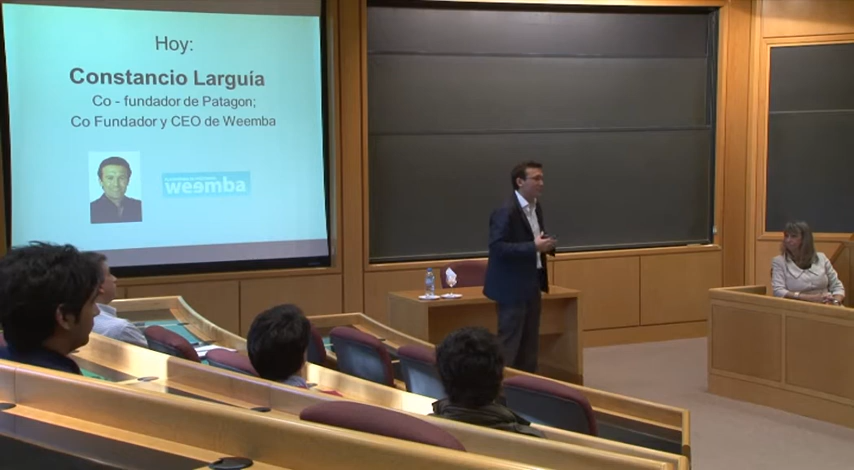 Hoy:
Constancio Larguía
Co - fundador de Patagon;
Co Fundador y CEO de Weemba
weemba